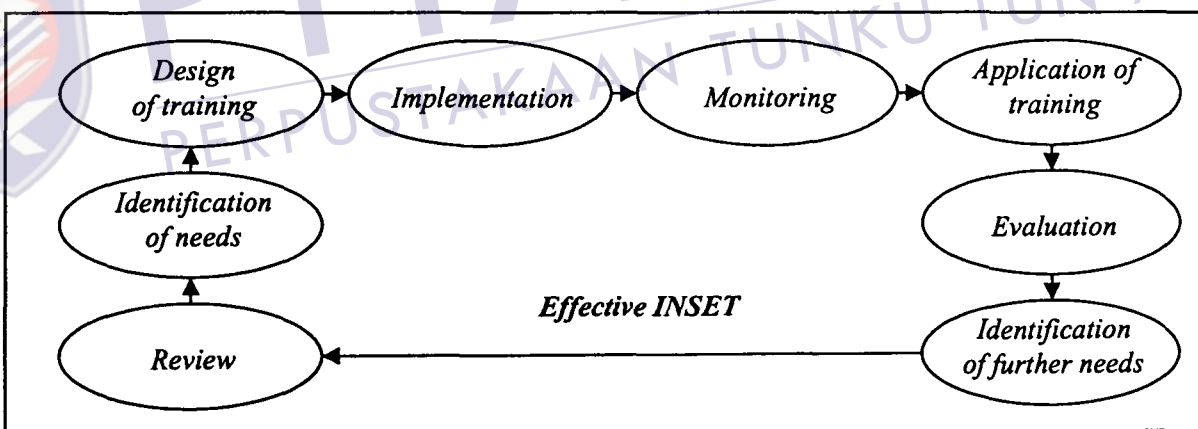 PERPUSTAKAAN TUNKU TUN
Design
of training
Implementation
Monitoring
Application of
training
Identification
of needs
Evaluation
Effective INSET
Review
Identification
of further needs